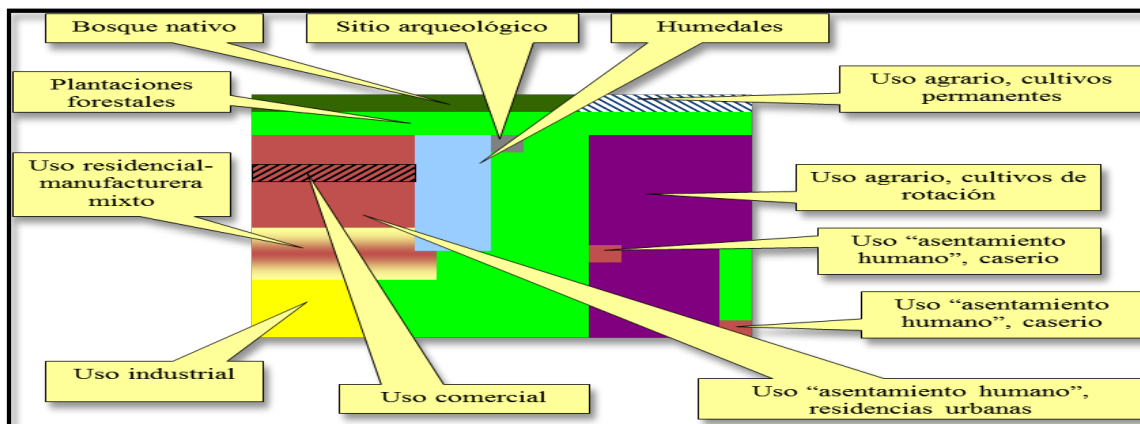 Bosque nativo
Sitio arqueológico
Humedales
Plantaciones
forestales
Uso agrario, cultivos
permanentes
Uso residencial-
manufacturera
mixto
Uso agrario, cultivos de
rotación
Uso “asentamiento
humano”, caserio
Uso “asentamiento
humano”, caserio
Uso industrial
Uso comercial
Uso “asentamiento humano”,
residencias urbanas